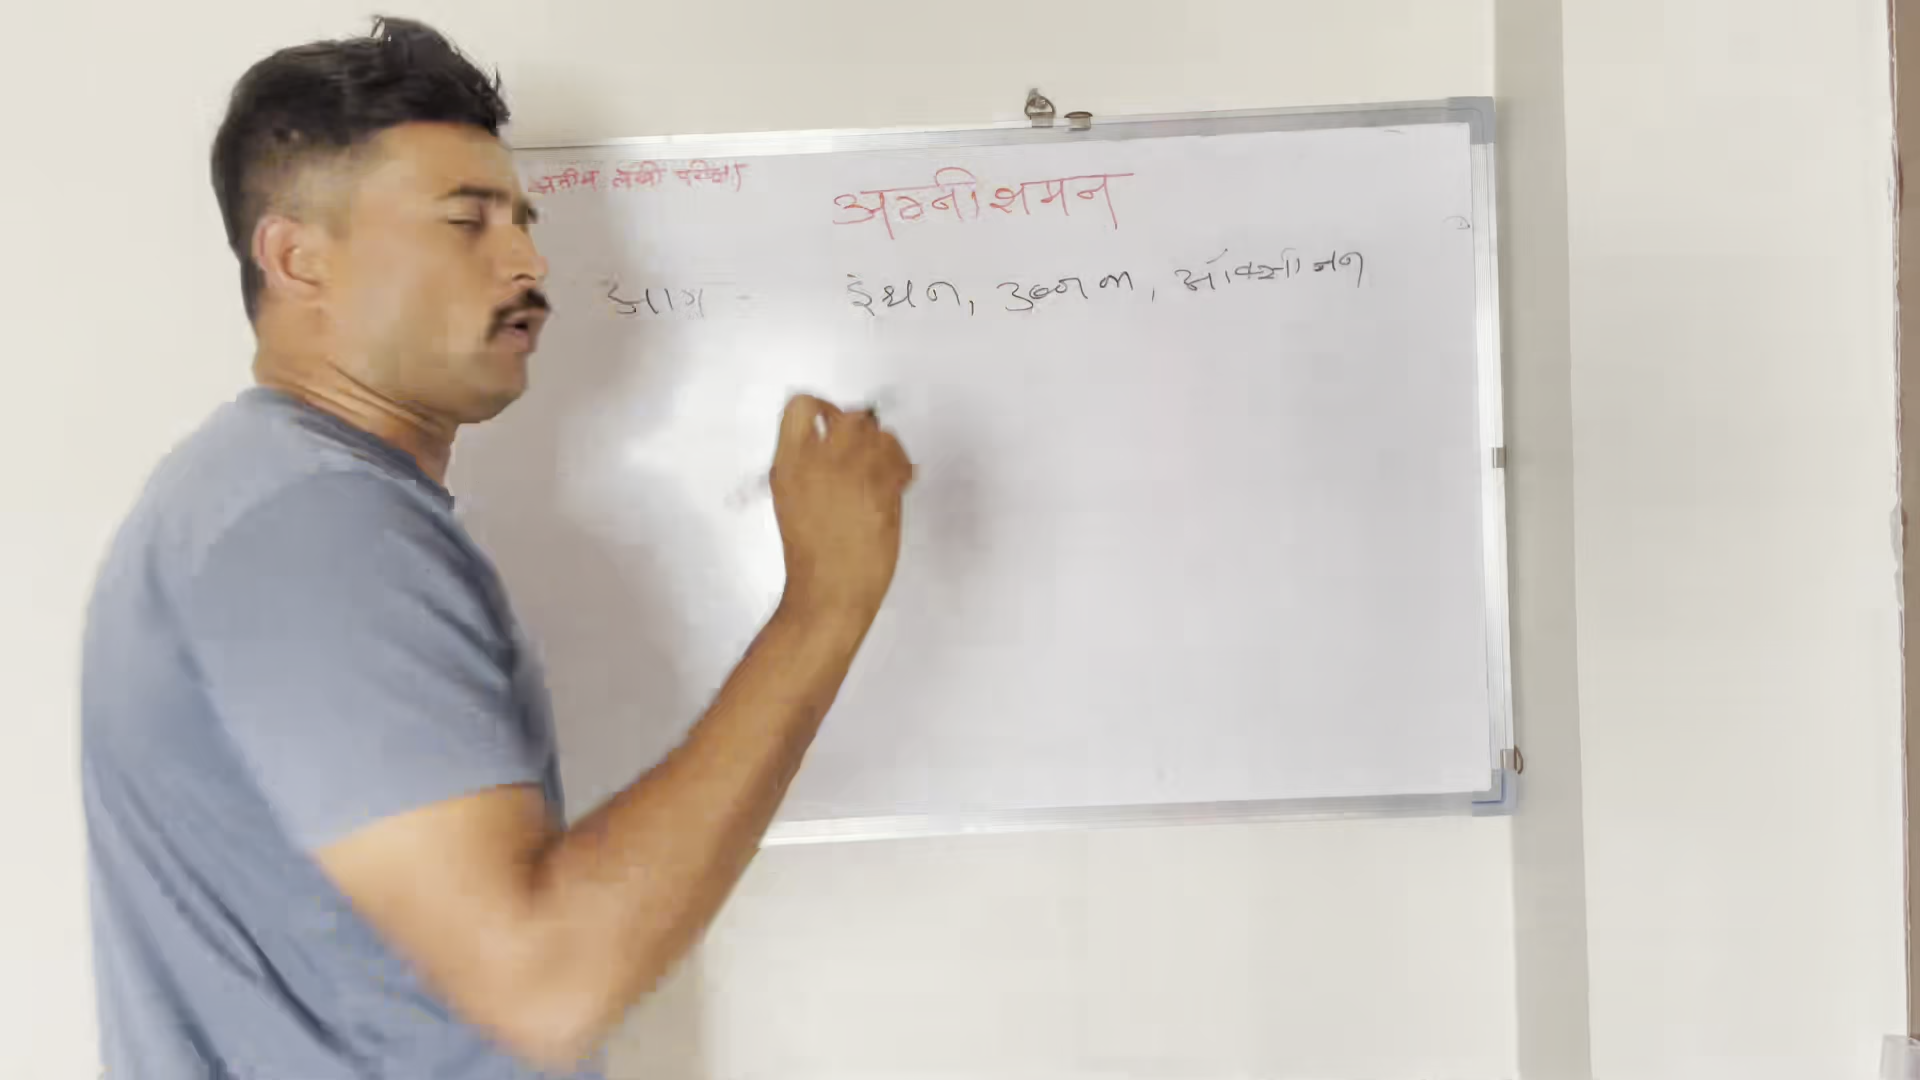 अंतीम लेखी परीक्षा
अग्नीशमन
आग - इंधन, उष्णता, ऑक्सीजन